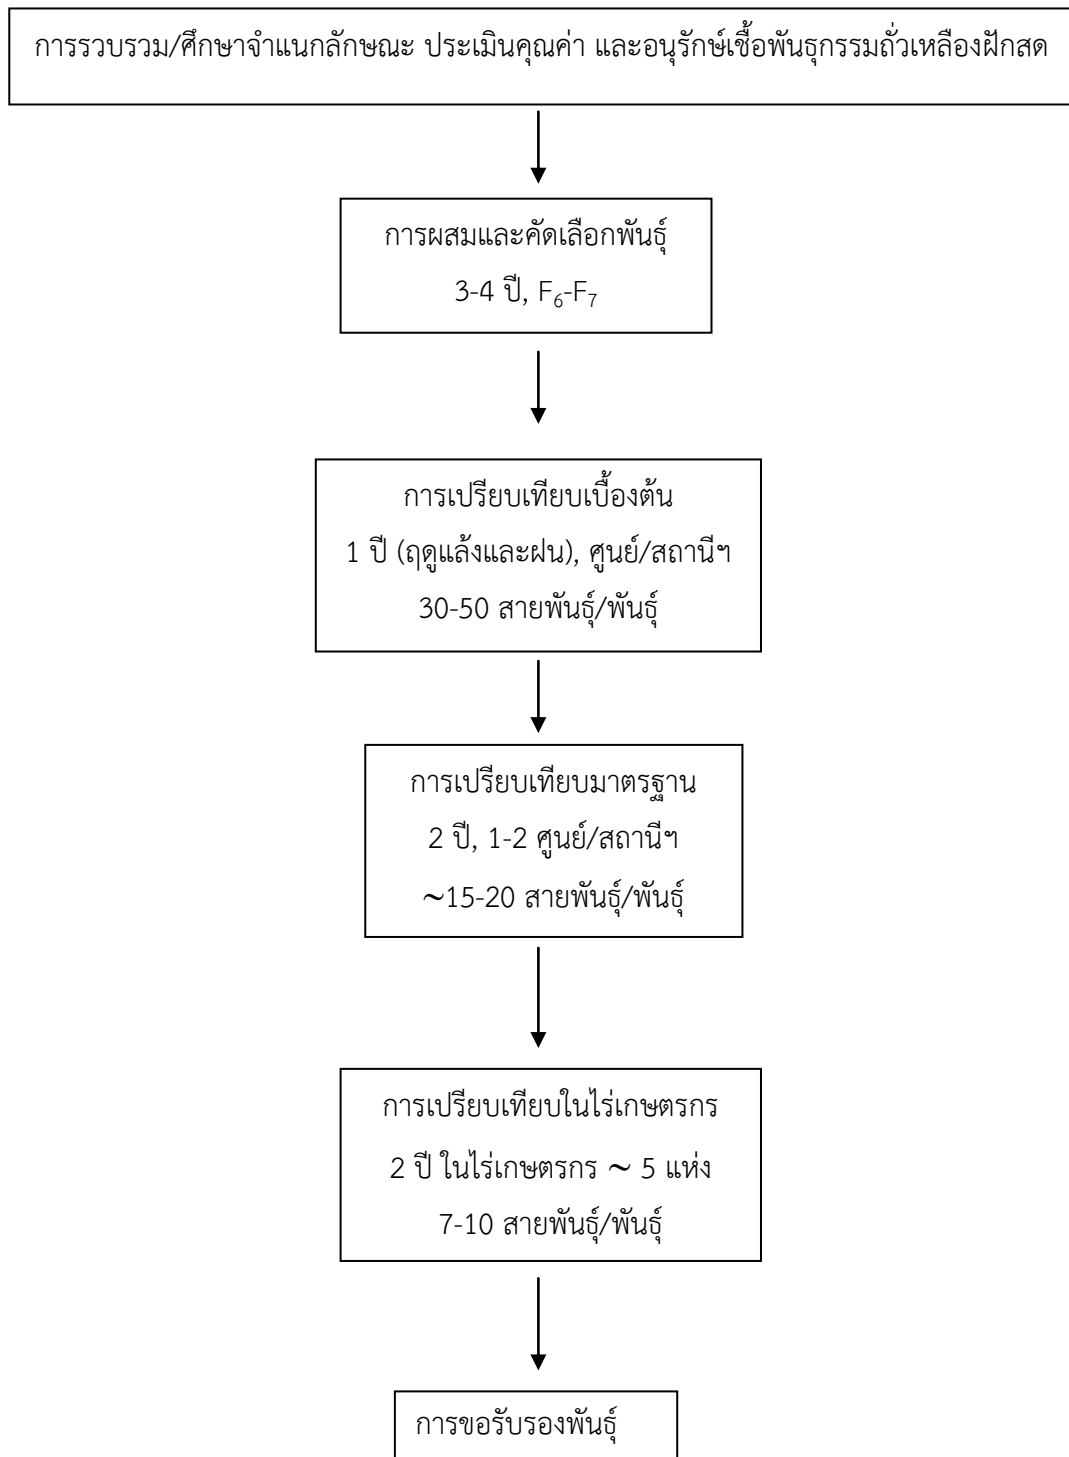 การรวบรวม/ศึกษาจำแนกลักษณะ ประเมินคุณค่า และอนุรักษ์เชื้อพันธุกรรมถั่วเหลืองฝักสด
การผสมและคัดเลือกพันธุ์
3-4 ปี, F₆-F₇
การเปรียบเทียบเบื้องต้น
1 ปี (ฤดูแล้งและฝน), ศูนย์/สถานีฯ
30-50 สายพันธุ์/พันธุ์
การเปรียบเทียบมาตรฐาน
2 ปี, 1-2 ศูนย์/สถานีฯ
~15-20 สายพันธุ์/พันธุ์
การเปรียบเทียบในไร่เกษตรกร
2 ปี ในไร่เกษตรกร ~ 5 แห่ง
7-10 สายพันธุ์/พันธุ์
การขอรับรองพันธุ์